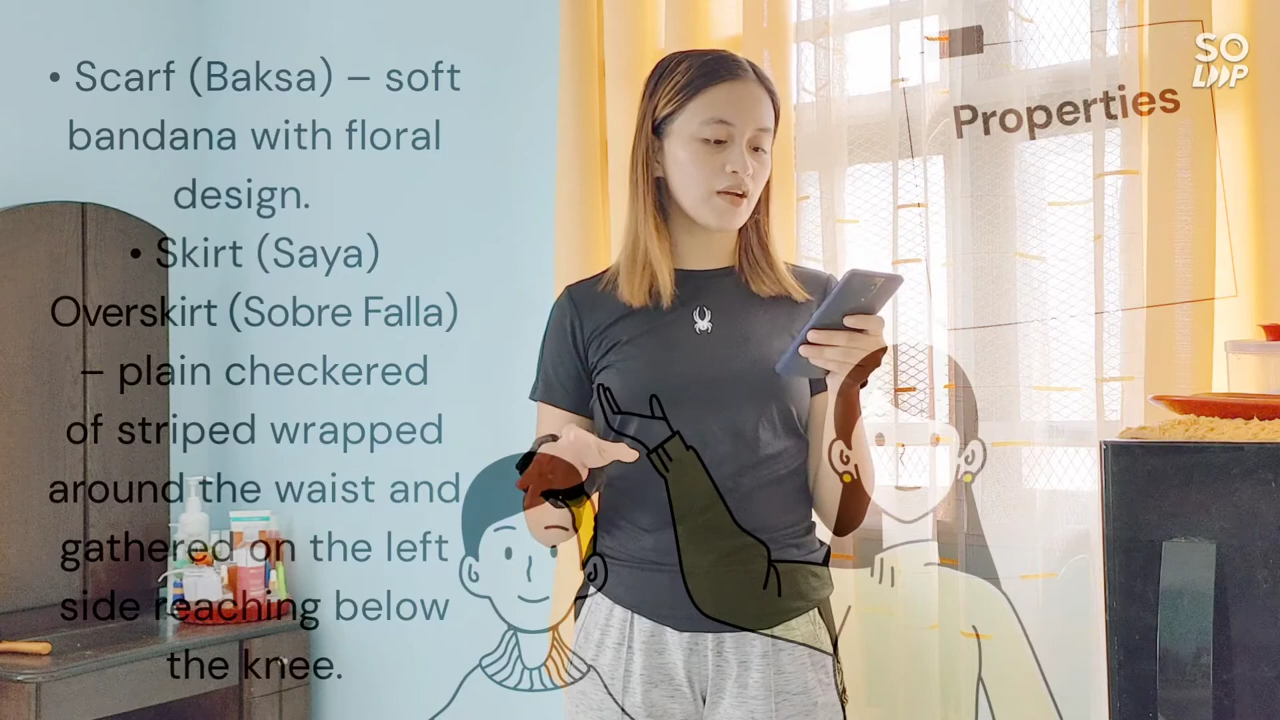 • Scarf (Baksa) – soft
bandana with floral
design.
• Skirt (Saya)
Overskirt (Sobre Falla)
– plain checkered
of striped wrapped
around the waist and
gathered on the left
side reaching below
the knee.
Properties
SO
LOOP